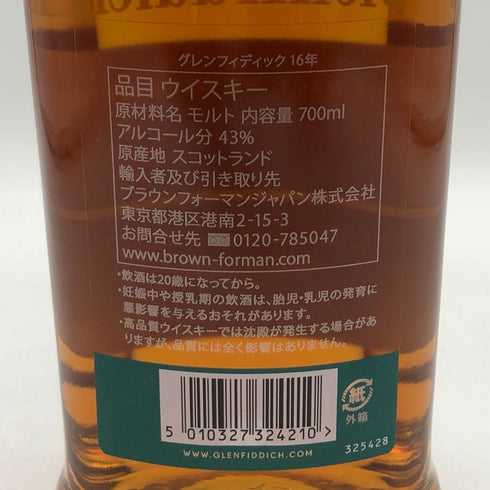 グレンフィディック 16年
品目 ウイスキー
原材料名 モルト 内容量 700ml
アルコール分 43%
原産地 スコットランド
輸入者及び引き取り先
ブラウンフォーマンジャパン株式会社
東京都港区港南2-15-3
お問合せ先 0120-785047
www.brown-forman.com
・飲酒は20歳になってから。
・妊娠中や授乳期の飲酒は、胎児・乳児の発育に
悪影響を与えるおそれがあります。
・高品質ウイスキーでは沈殿が発生する場合があ
りますが、品質には全く影響はありません。
紙
外箱
5 010327 324210 >
WWW.GLENFIDDICH.COM
325428